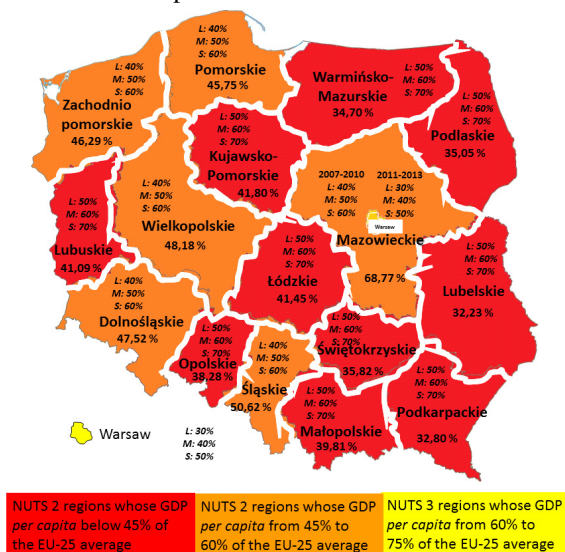 L: 40%
M: 50%
S: 60%
Pomorskie
45,75 %
L: 40%
M: 50%
S: 60%
Zachodnio
pomorskie
46,29 %
L: 50%
M: 60%
S: 70%
Warmińsko-
Mazurskie
34,70 %
L: 50%
M: 60%
S: 70%
Podlaskie
35,05 %
L: 50%
M: 60%
S: 70%
Kujawsko-
Pomorskie
41,80 %
L: 40%
M: 50%
S: 60%
Wielkopolskie
48,18 %
2007-2010
L: 40%
M: 50%
S: 60%
2011-2013
L: 30%
M: 40%
S: 50%
Warsaw
Mazowieckie
68,77 %
L: 50%
M: 60%
S: 70%
Lubuskie
41,09 %
L: 50%
M: 60%
S: 70%
Łódzkie
41,45 %
L: 50%
M: 60%
S: 70%
Lubelskie
32,23 %
L: 40%
M: 50%
S: 60%
Dolnośląskie
47,52 %
L: 50%
M: 60%
S: 70%
Opolskie
38,28 %
L: 40%
M: 50%
S: 60%
Śląskie
50,62 %
L: 50%
M: 60%
S: 70%
Świętokrzyskie
35,82 %
L: 50%
M: 60%
S: 70%
Małopolskie
39,81 %
L: 50%
M: 60%
S: 70%
Podkarpackie
32,80 %
Warsaw
L: 30%
M: 40%
S: 50%
NUTS 2 regions whose GDP
per capita below 45% of
the EU-25 average
NUTS 2 regions whose GDP
per capita from 45% to
60% of the EU-25 average
NUTS 3 regions whose GDP
per capita from 60% to
75% of the EU-25 average